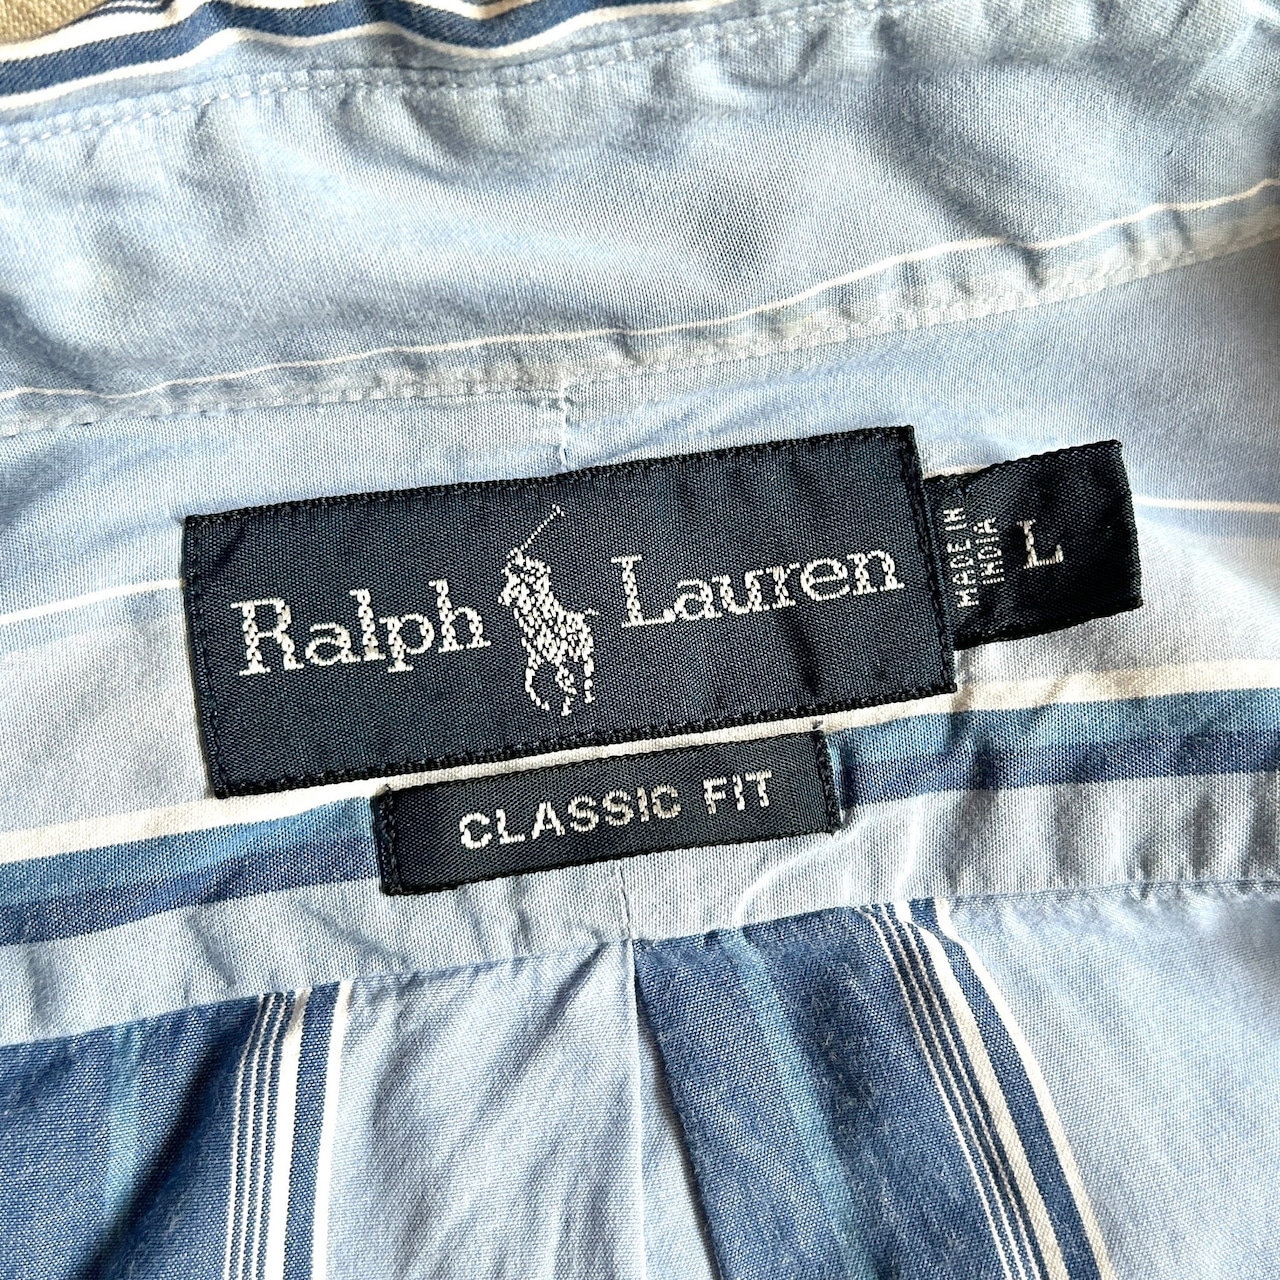 Ralph Lauren
MADE IN
INDIA
L
CLASSIC FIT